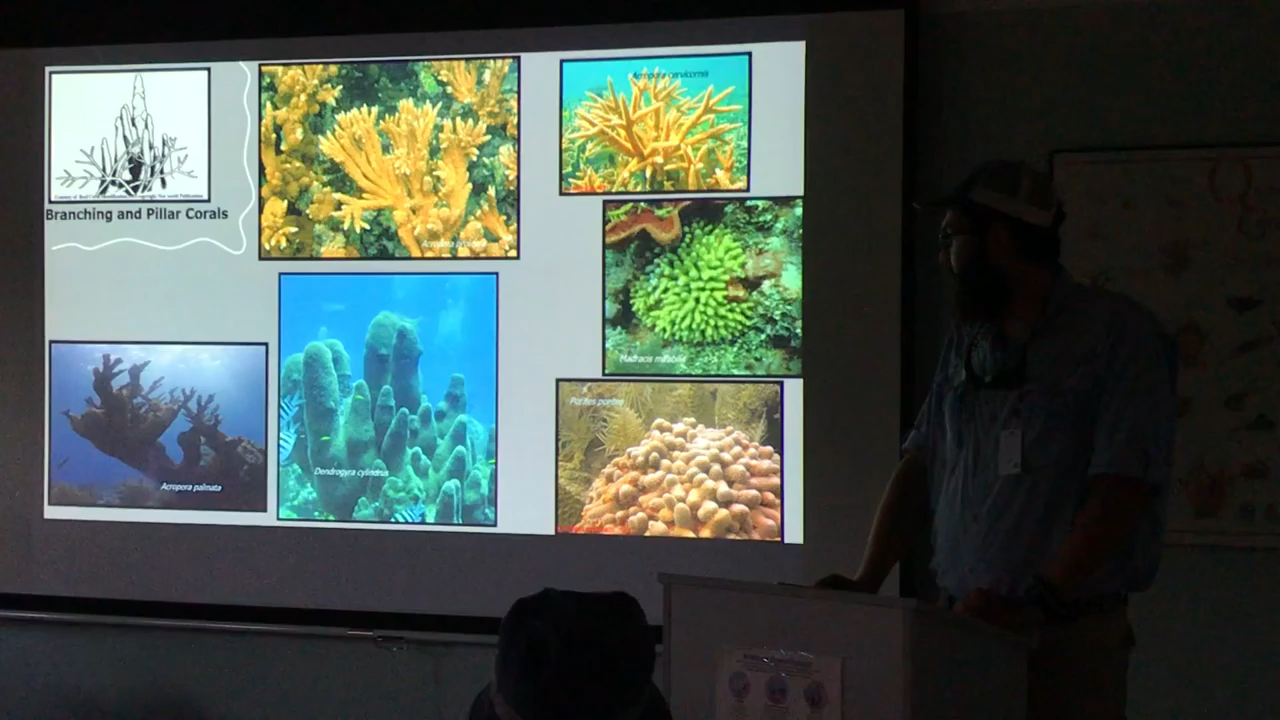 Branching and Pillar Corals
Acropora prolifera
Acropora cervicornis
Madracis mirabilis
Acropora palmata
Dendrogyra cylindrus
Porites porites